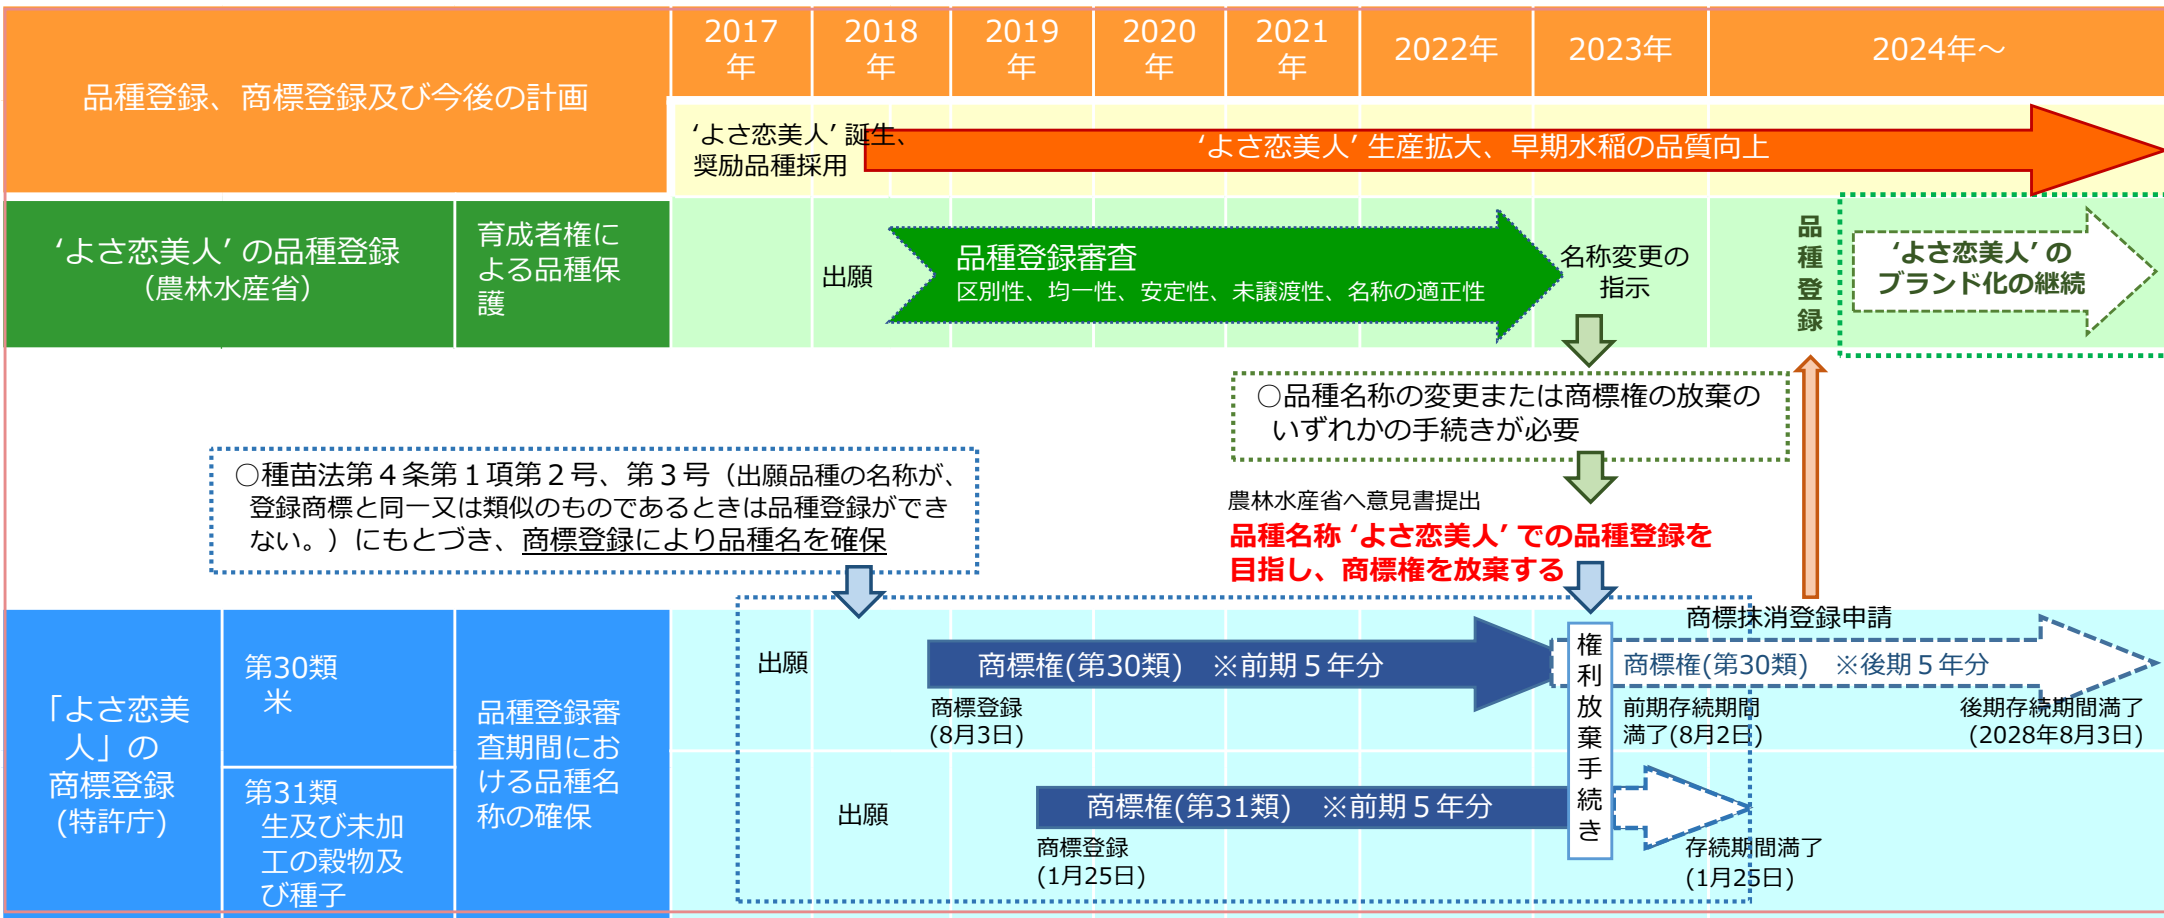 品種登録、商標登録及び今後の計画
2017
年
2018
年
2019
年
2020
年
2021
年
2022年
2023年
2024年～
‘よさ恋美人’ 誕生、
奨励品種採用
‘よさ恋美人’ 生産拡大、早期水稲の品質向上
‘よさ恋美人’ の品種登録
（農林水産省）
育成者権に
よる品種保
護
出願
品種登録審査
区別性、均一性、安定性、未譲渡性、名称の適正性
名称変更の
指示
品
種
登
録
‘よさ恋美人’ の
ブランド化の継続
○品種名称の変更または商標権の放棄の
いずれかの手続きが必要
○種苗法第４条第１項第２号、第３号（出願品種の名称が、
登録商標と同一又は類似のものであるときは品種登録ができ
ない。）にもとづき、商標登録により品種名を確保
農林水産省へ意見書提出
品種名称 ‘よさ恋美人’ での品種登録を
目指し、商標権を放棄する
「よさ恋美
人」の
商標登録
(特許庁)
第30類
米
第31類
生及び未加
工の穀物及
び種子
品種登録審
査期間にお
ける品種名
称の確保
出願
商標権(第30類)　※前期５年分
商標登録
(8月3日)
権
利
放
棄
手
続
き
商標抹消登録申請
商標権(第30類)　※後期５年分
前期存続期間
満了(8月2日)
後期存続期間満了
(2028年8月3日)
出願
商標権(第31類)　※前期５年分
商標登録
(1月25日)
存続期間満了
(1月25日)